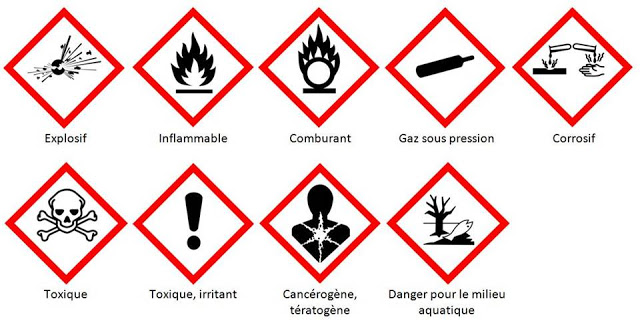 Explosif
Inflammable
Comburant
Gaz sous pression
Corrosif
Toxique
Toxique, irritant
Cancérogène,
tératogène
Danger pour le milieu
aquatique